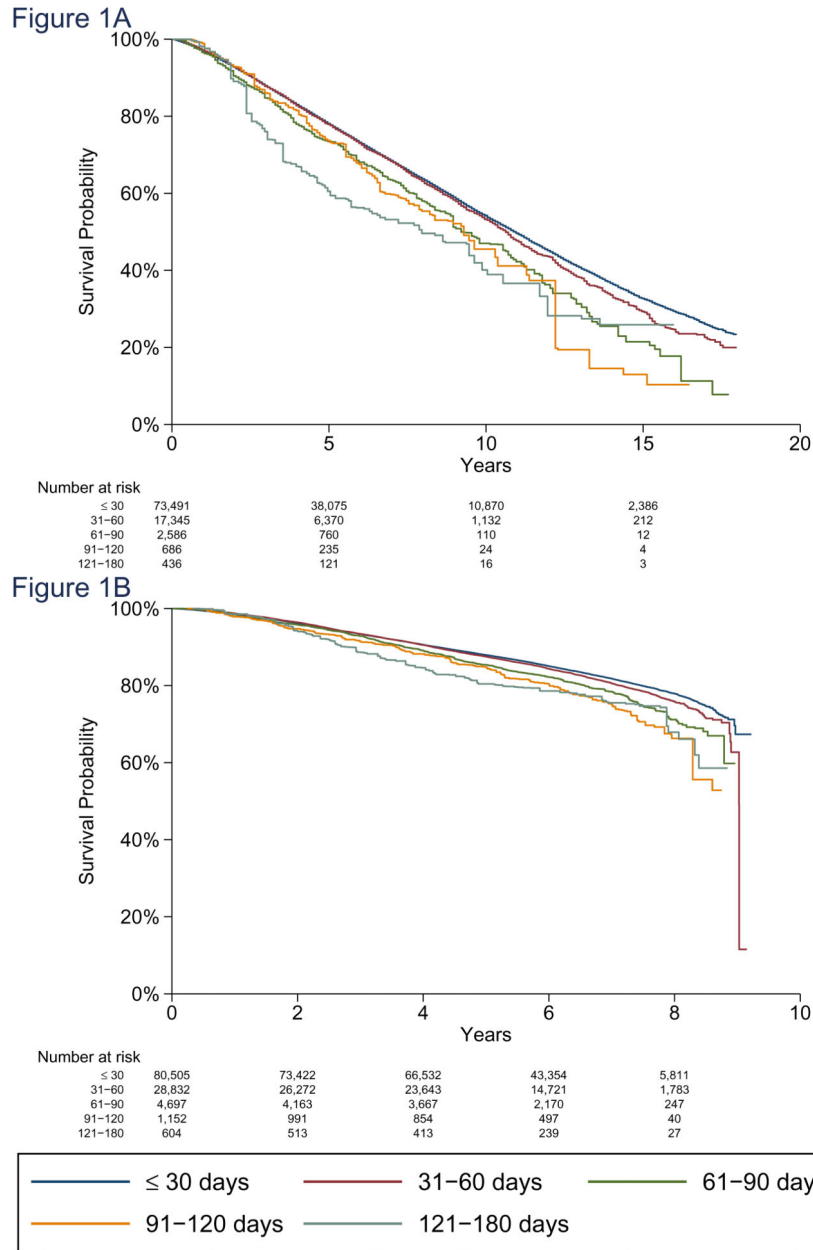 Figure 1A
100%
80%
60%
40%
20%
0%
Survival Probability
0 5 10 15 20
Years
Number at risk
≤ 30 73,491 38,075 10,870 2,386
31−60 17,345 6,370 1,132 212
61−90 2,586 760 110 12
91−120 686 235 24 4
121−180 436 121 16 3
Figure 1B
100%
80%
60%
40%
20%
0%
Survival Probability
0 2 4 6 8 10
Years
Number at risk
≤ 30 80,505 73,422 66,532 43,354 5,811
31−60 28,832 26,272 23,643 14,721 1,783
61−90 4,697 4,163 3,667 2,170 247
91−120 1,152 991 854 497 40
121−180 604 513 413 239 27
≤ 30 days 31−60 days 61−90 day
91−120 days 121−180 days